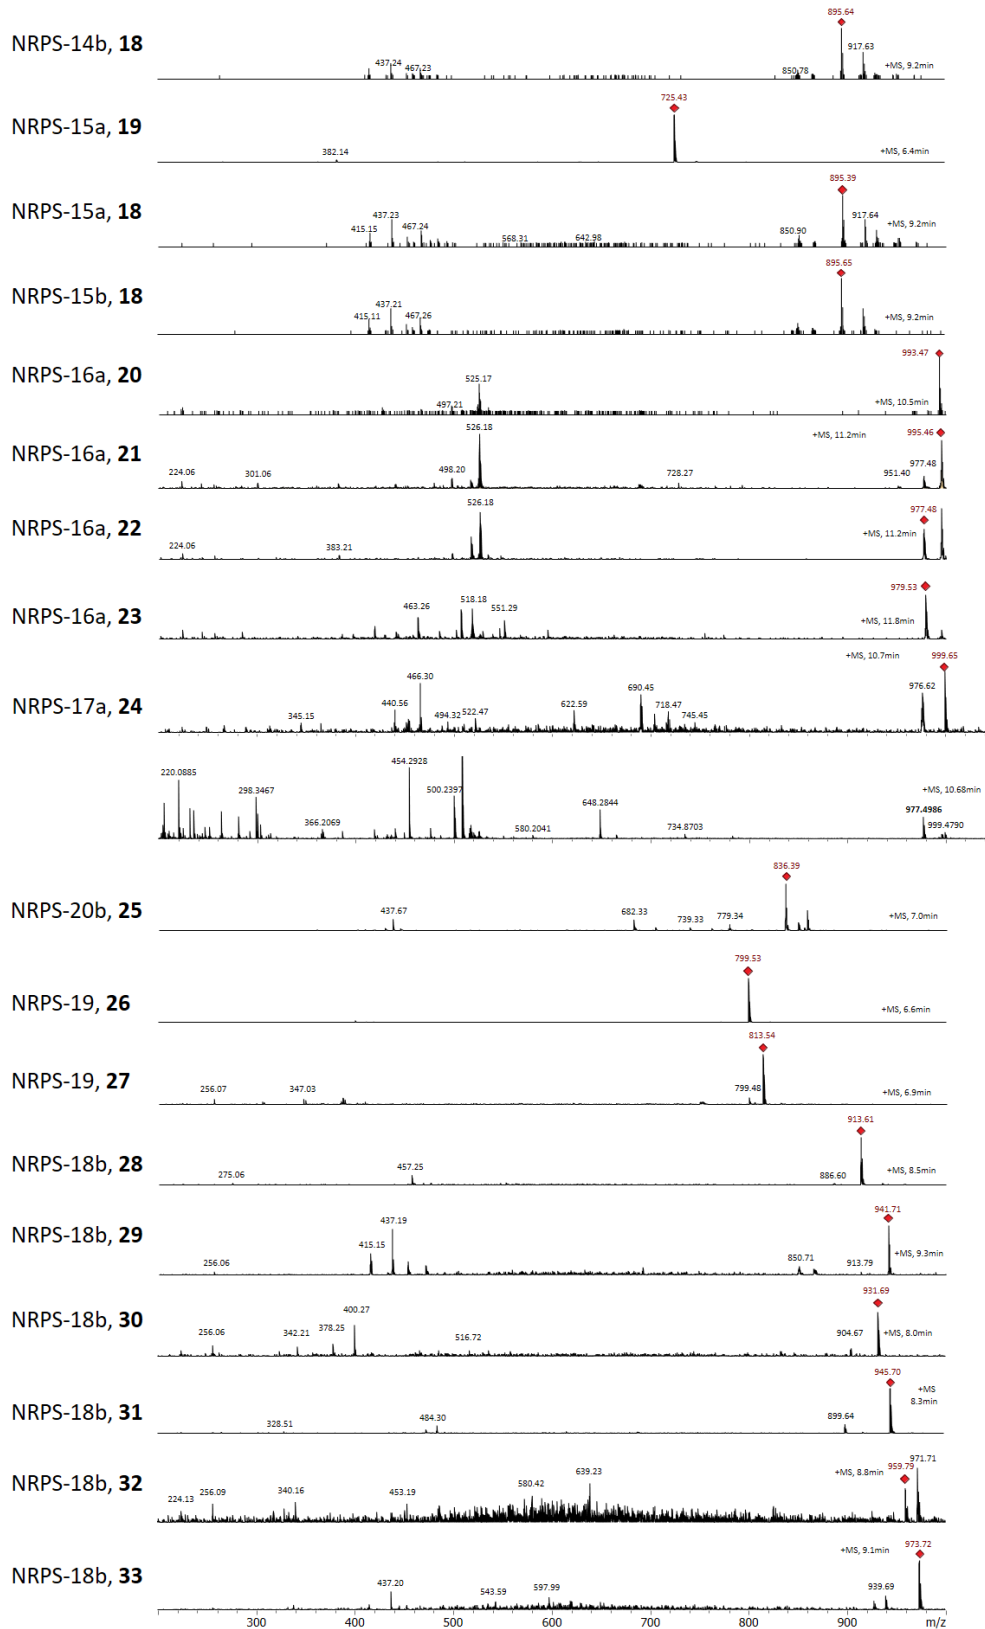 NRPS-14b, 18
895.64
917.63
437.24
467.23
850.78
+MS, 9.2min
NRPS-15a, 19
725.43
382.14
+MS, 6.4min
NRPS-15a, 18
895.39
437.23
415.15
467.24
568.31
642.98
850.90
917.64
+MS, 9.2min
NRPS-15b, 18
895.65
437.21
415.11
467.26
+MS, 9.2min
NRPS-16a, 20
993.47
525.17
497.21
+MS, 10.5min
NRPS-16a, 21
526.18
+MS, 11.2min
995.46
224.06
301.06
498.20
728.27
951.40
977.48
NRPS-16a, 22
526.18
977.48
224.06
383.21
+MS, 11.2min
NRPS-16a, 23
979.53
463.26
518.18
551.29
+MS, 11.8min
NRPS-17a, 24
+MS, 10.7min
999.65
466.30
690.45
976.62
345.15
440.56
494.32
522.47
622.59
718.47
745.45
220.0885
454.2928
298.3467
500.2397
+MS, 10.68min
366.2069
580.2041
648.2844
734.8703
977.4986
999.4790
NRPS-20b, 25
836.39
437.67
682.33
739.33
779.34
+MS, 7.0min
NRPS-19, 26
799.53
+MS, 6.6min
NRPS-19, 27
813.54
256.07
347.03
799.48
+MS, 6.9min
NRPS-18b, 28
913.61
275.06
457.25
886.60
+MS, 8.5min
NRPS-18b, 29
941.71
437.19
415.15
256.06
850.71
913.79
+MS, 9.3min
NRPS-18b, 30
931.69
400.27
256.06
342.21
378.25
516.72
904.67
+MS, 8.0min
NRPS-18b, 31
945.70
+MS
8.3min
328.51
484.30
899.64
NRPS-18b, 32
+MS, 8.8min
959.79
971.71
224.13
256.09
340.16
453.19
580.42
639.23
NRPS-18b, 33
+MS, 9.1min
973.72
437.20
543.59
597.99
939.69
300
400
500
600
700
800
900
m/z